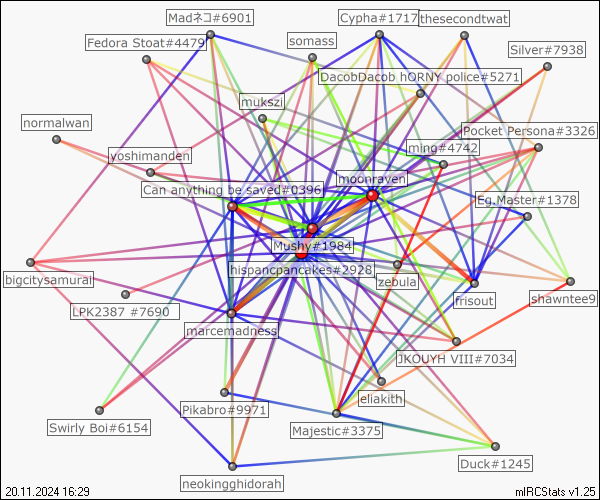 Madネコ#6901
Cypha#1717
thesecondtwat
Fedora Stoat#4479
somass
Silver#7938
DacobDacob hORNY police#5271
mukszi
normalwan
Pocket Persona#3326
ming#4742
yoshimanden
moonraven
Can anything be saved#0396
Eg.Master#1378
Mushy#1984
hispancpancakes#2928
bigcitysamurai
zebula
frisout
shawntee9
LPK2387 #7690
marcemadness
JKOUYH VIII#7034
eliakith
Pikabro#9971
Swirly Boi#6154
Majestic#3375
Duck#1245
neokingghidorah
20.11.2024 16:29
mIRCStats v1.25